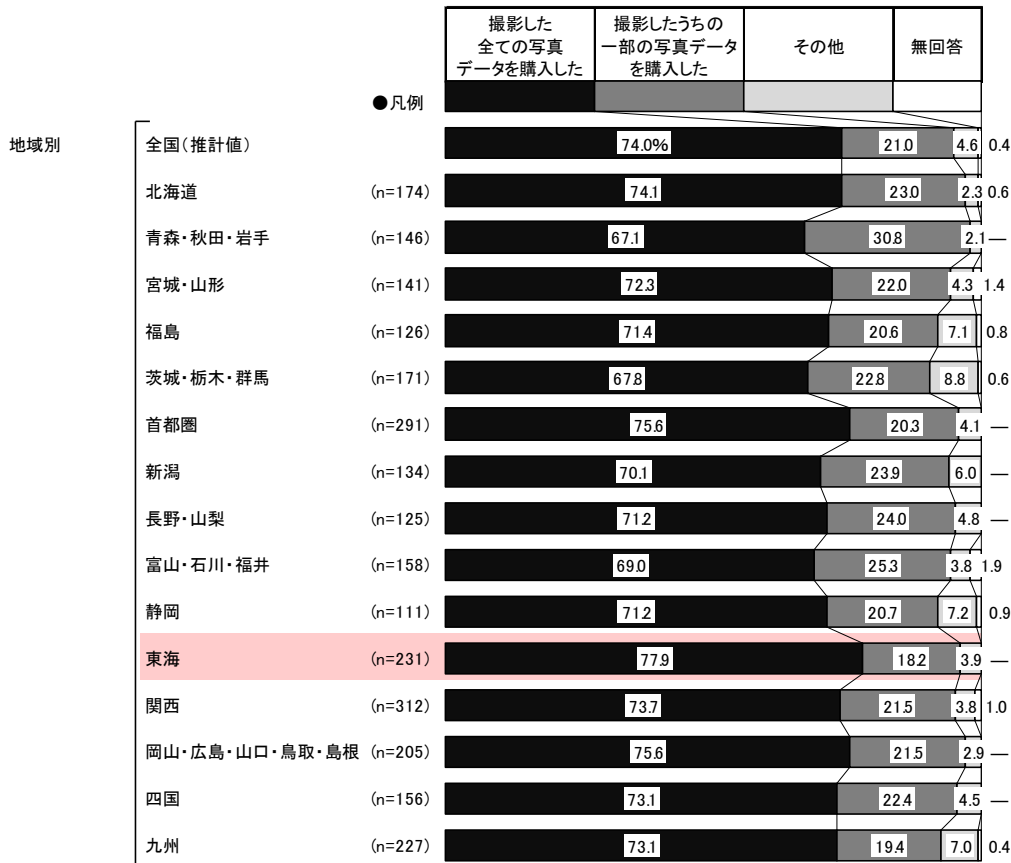 撮影した
全ての写真
データを購入した
撮影したうちの
一部の写真データ
を購入した
その他
無回答
●凡例
地域別
全国(推計値) 74.0% 21.0 4.6 0.4
北海道 (n=174) 74.1 23.0 2.3 0.6
青森・秋田・岩手 (n=146) 67.1 30.8 2.1 —
宮城・山形 (n=141) 72.3 22.0 4.3 1.4
福島 (n=126) 71.4 20.6 7.1 0.8
茨城・栃木・群馬 (n=171) 67.8 22.8 8.8 0.6
首都圏 (n=291) 75.6 20.3 4.1 —
新潟 (n=134) 70.1 23.9 6.0 —
長野・山梨 (n=125) 71.2 24.0 4.8 —
富山・石川・福井 (n=158) 69.0 25.3 3.8 1.9
静岡 (n=111) 71.2 20.7 7.2 0.9
東海 (n=231) 77.9 18.2 3.9 —
関西 (n=312) 73.7 21.5 3.8 1.0
岡山・広島・山口・鳥取・島根 (n=205) 75.6 21.5 2.9 —
四国 (n=156) 73.1 22.4 4.5 —
九州 (n=227) 73.1 19.4 7.0 0.4